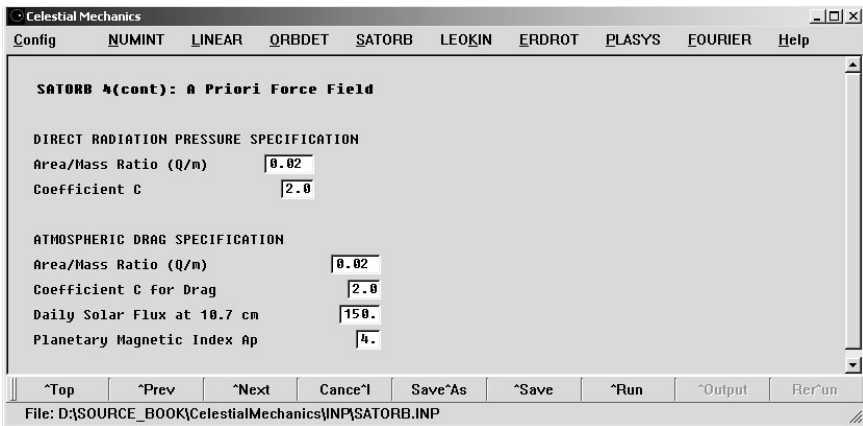 Celestial Mechanics
Config NUMINT LINEAR ORBDET SATORB LEOKIN ERDROT PLASYS FOURIER Help
SATORB 4(cont): A Priori Force Field
DIRECT RADIATION PRESSURE SPECIFICATION
Area/Mass Ratio (Q/m) 0.02
Coefficient C 2.0
ATMOSPHERIC DRAG SPECIFICATION
Area/Mass Ratio (Q/m) 0.02
Coefficient C for Drag 2.0
Daily Solar Flux at 10.7 cm 150.
Planetary Magnetic Index Ap 4.
^Top ^Prev ^Next Cance^l Save^As ^Save ^Run ^Output Rer^un
File: D:\SOURCE_BOOK\CelestialMechanics\INP\SATORB.INP